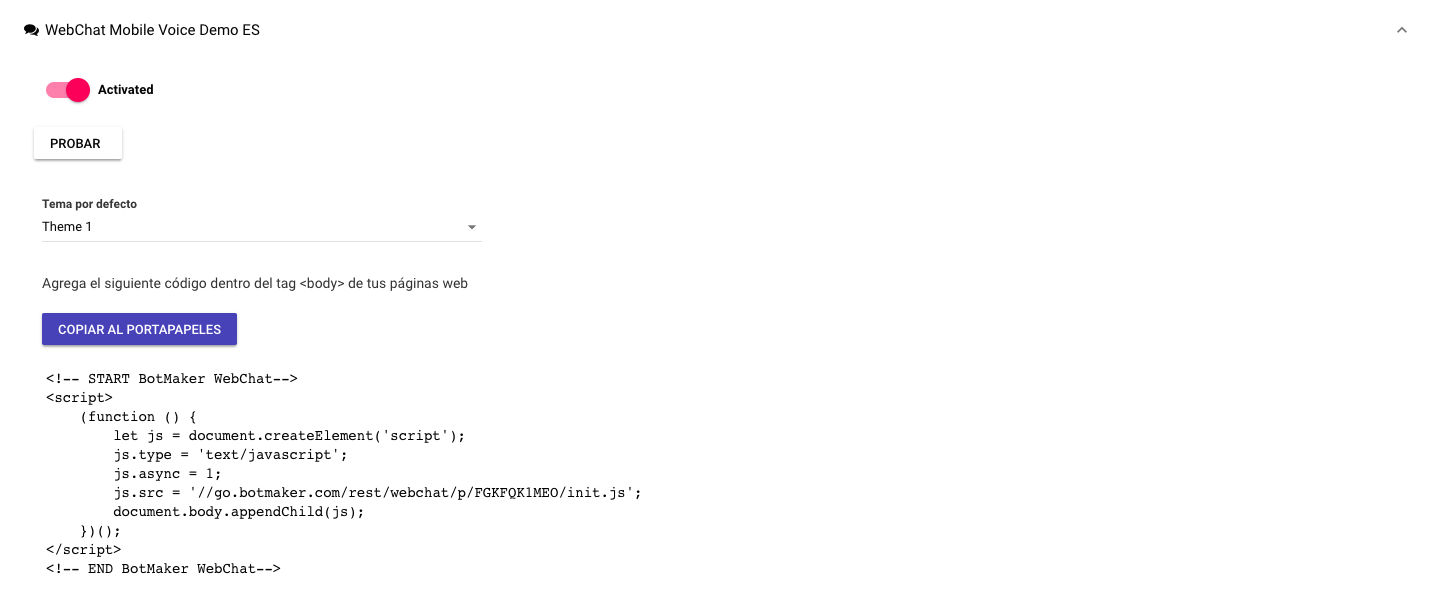 WebChat Mobile Voice Demo ES
Activated
PROBAR
Tema por defecto
Theme 1
Agrega el siguiente código dentro del tag <body> de tus páginas web
COPIAR AL PORTAPAPELES
<!-- START BotMaker WebChat-->
<script>
    (function () {
        let js = document.createElement('script');
        js.type = 'text/javascript';
        js.async = 1;
        js.src = '//go.botmaker.com/rest/webchat/p/FGKFQK1MEO/init.js';
        document.body.appendChild(js);
    })();
</script>
<!-- END BotMaker WebChat-->